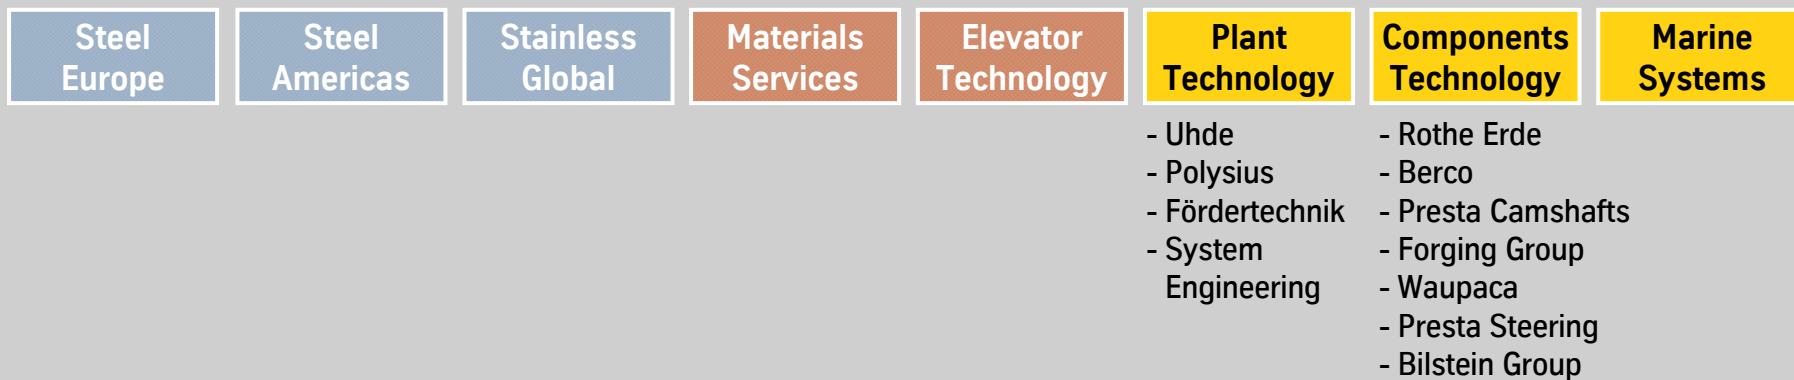 Steel
Europe
Steel
Americas
Stainless
Global
Materials
Services
Elevator
Technology
Plant
Technology
Components
Technology
Marine
Systems
- Uhde
- Polysius
- Fördertechnik
- System
Engineering
- Rothe Erde
- Berco
- Presta Camshafts
- Forging Group
- Waupaca
- Presta Steering
- Bilstein Group